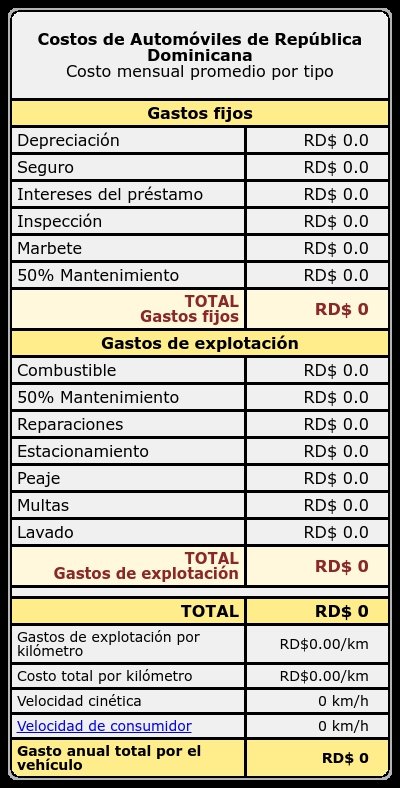 Costos de Automóviles de República
Dominicana
Costo mensual promedio por tipo
Gastos fijos
Depreciación RD$ 0.0
Seguro RD$ 0.0
Intereses del préstamo RD$ 0.0
Inspección RD$ 0.0
Marbete RD$ 0.0
50% Mantenimiento RD$ 0.0
TOTAL
Gastos fijos RD$ 0
Gastos de explotación
Combustible RD$ 0.0
50% Mantenimiento RD$ 0.0
Reparaciones RD$ 0.0
Estacionamiento RD$ 0.0
Peaje RD$ 0.0
Multas RD$ 0.0
Lavado RD$ 0.0
TOTAL
Gastos de explotación RD$ 0
TOTAL RD$ 0
Gastos de explotación por
kilómetro RD$0.00/km
Costo total por kilómetro RD$0.00/km
Velocidad cinética 0 km/h
Velocidad de consumidor 0 km/h
Gasto anual total por el
vehículo RD$ 0